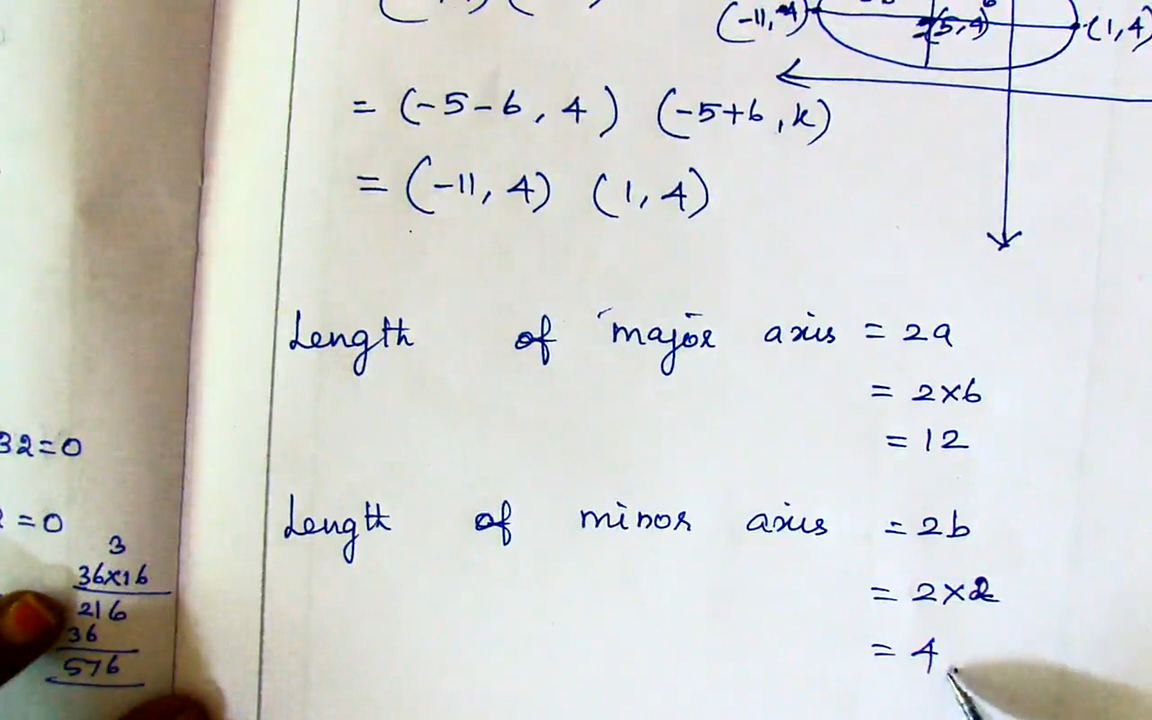 (-11, 4) (-5, 4) (1, 4)
= (-5-6, 4) (-5+6, k)
= (-11, 4) (1, 4)
Length of major axis = 2a
= 2×6
= 12
Length of minor axis = 2b
= 2×2
= 4
32=0
=0
3
36×16
216
36
576